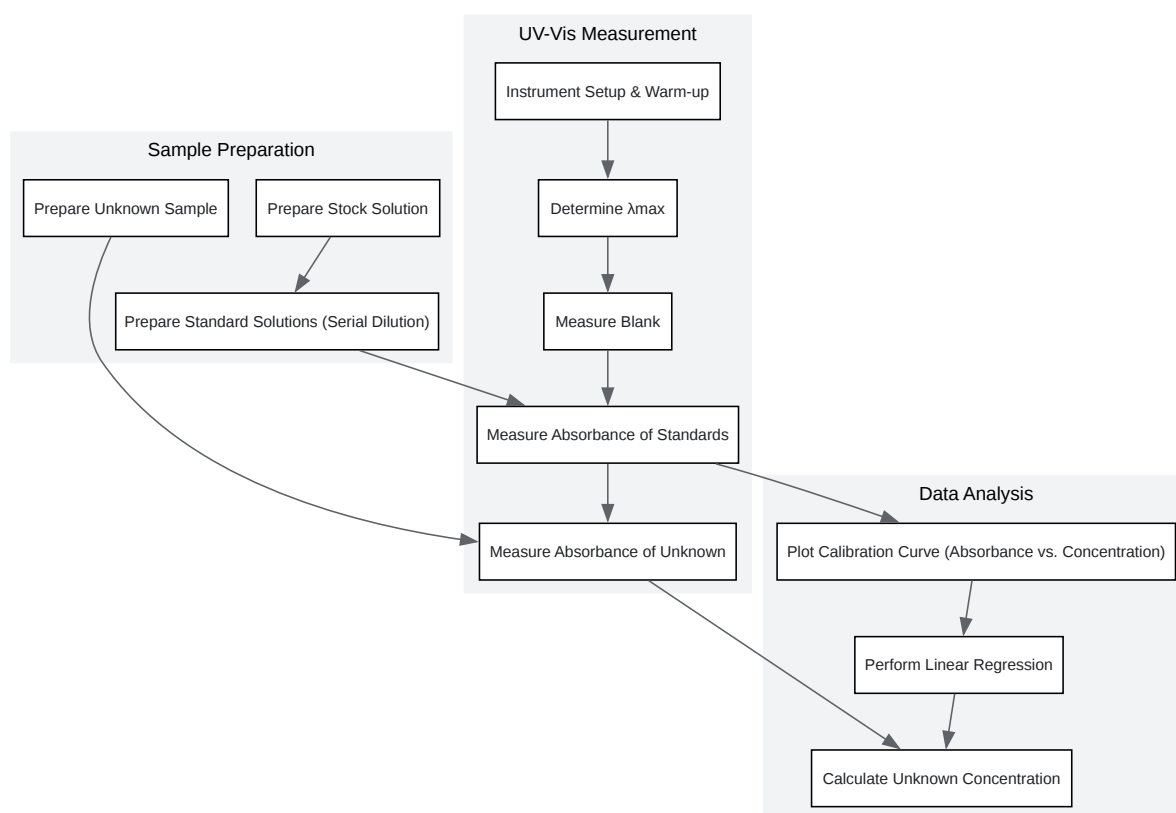 UV-Vis Measurement
Instrument Setup & Warm-up
Sample Preparation
Prepare Unknown Sample
Prepare Stock Solution
Determine λmax
Prepare Standard Solutions (Serial Dilution)
Measure Blank
Measure Absorbance of Standards
Data Analysis
Measure Absorbance of Unknown
Plot Calibration Curve (Absorbance vs. Concentration)
Perform Linear Regression
Calculate Unknown Concentration